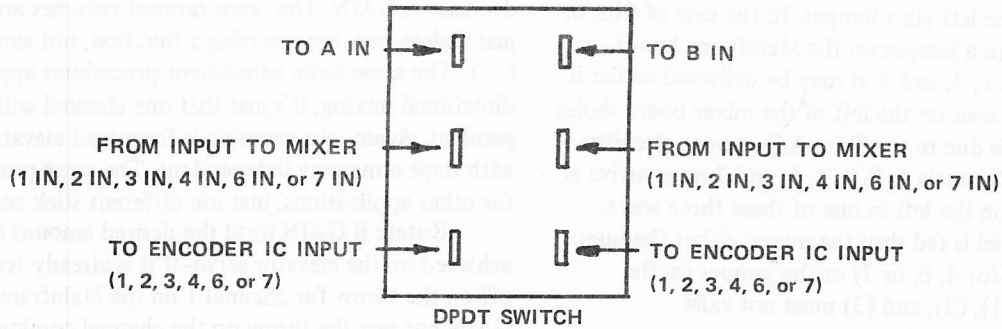 TO A IN
TO B IN
FROM INPUT TO MIXER
(1 IN, 2 IN, 3 IN, 4 IN, 6 IN, or 7 IN)
FROM INPUT TO MIXER
(1 IN, 2 IN, 3 IN, 4 IN, 6 IN, or 7 IN)
TO ENCODER IC INPUT
(1, 2, 3, 4, 6, or 7)
TO ENCODER IC INPUT
(1, 2, 3, 4, 6, or 7)
DPDT SWITCH